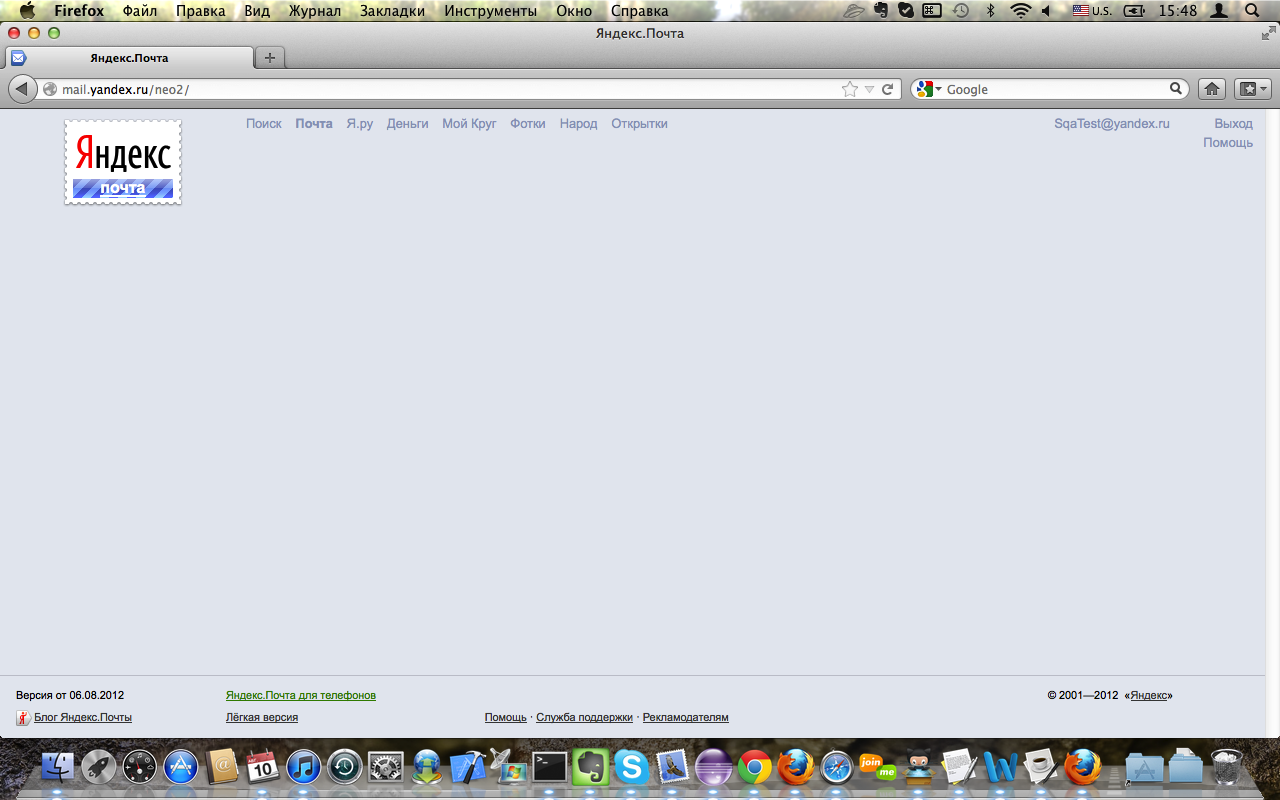 Firefox Файл Правка Вид Журнал Закладки Инструменты Окно Справка U.S. 15:48
Яндекс.Почта
Яндекс.Почта
mail.yandex.ru/neo2/ Google
Поиск Почта Я.ру Деньги Мой Круг Фотки Народ Открытки SqaTest@yandex.ru Выход
Помощь
Яндекс
почта
Версия от 06.08.2012 Яндекс.Почта для телефонов © 2001—2012 «Яндекс»
Блог Яндекс.Почты Лёгкая версия Помощь · Служба поддержки · Рекламодателям
10
join
me